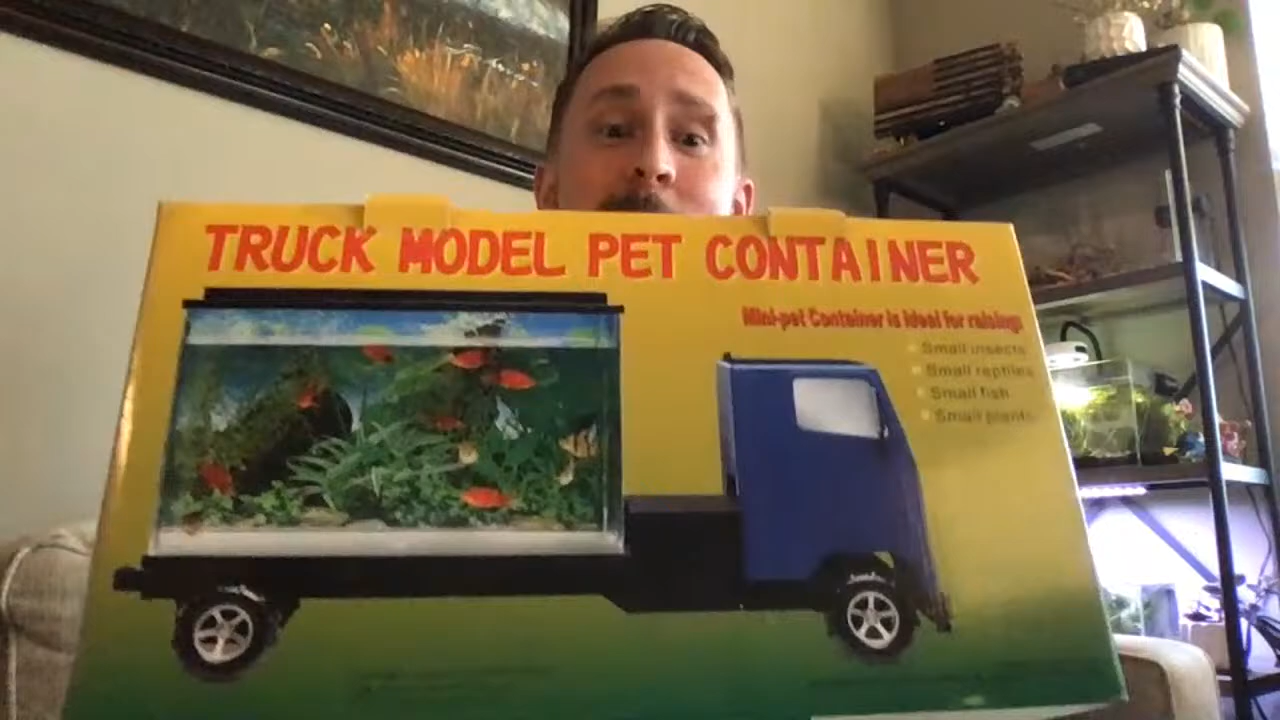 TRUCK MODEL PET CONTAINER
Mini-pet Container is ideal for raising:
Small insects
Small reptiles
Small fish
Small plants